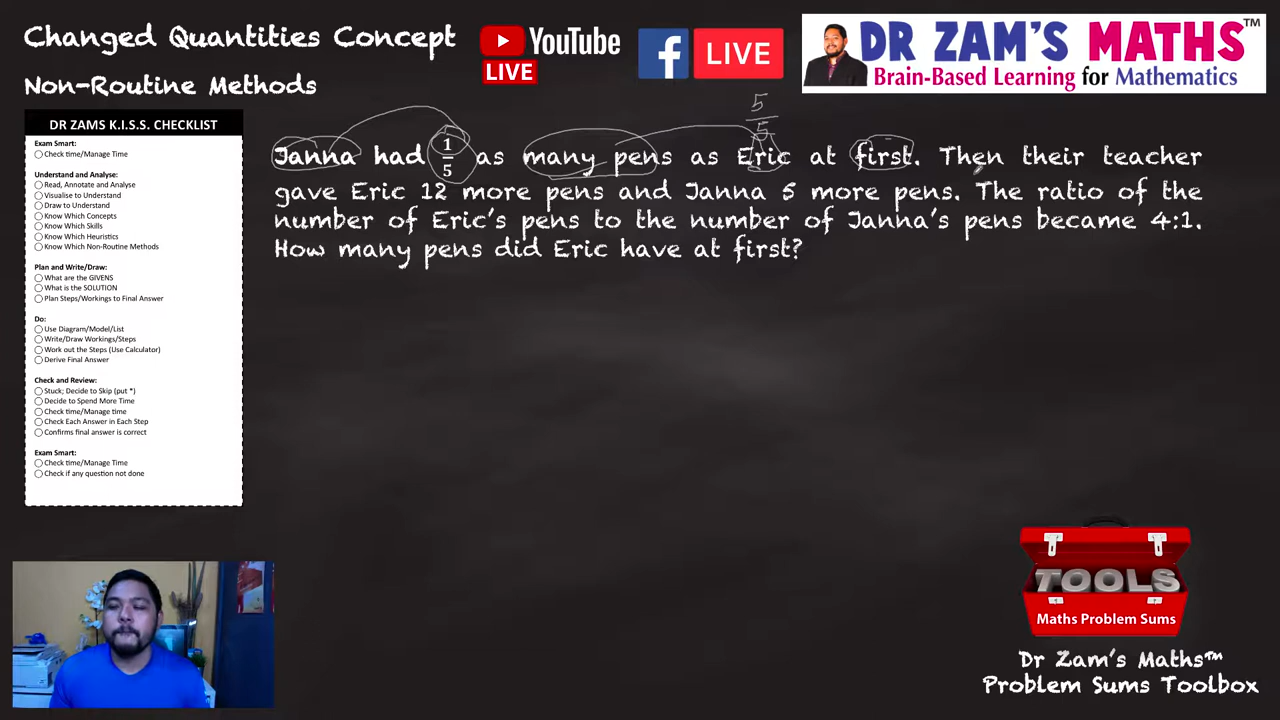 Changed Quantities Concept
Non-Routine Methods
YouTube
LIVE
f LIVE
DR ZAM'S MATHS™
Brain-Based Learning for Mathematics
DR ZAMS K.I.S.S. CHECKLIST
Exam Smart:
Check time/Manage Time
Understand and Analyse:
Read, Annotate and Analyse
Visualise to Understand
Draw to Understand
Know Which Concepts
Know Which Skills
Know Which Heuristics
Know Which Non-Routine Methods
Plan and Write/Draw:
What are the GIVENS
What is the SOLUTION
Plan Steps/Workings to Final Answer
Do:
Use Diagram/Model/List
Write/Draw Workings/Steps
Work out the Steps (Use Calculator)
Derive Final Answer
Check and Review:
Stuck; Decide to Skip (put *)
Decide to Spend More Time
Check time/Manage time
Check Each Answer in Each Step
Confirms final answer is correct
Exam Smart:
Check time/Manage Time
Check if any question not done
5/5
Janna had 1/5 as many pens as Eric at first. Then their teacher
gave Eric 12 more pens and Janna 5 more pens. The ratio of the
number of Eric's pens to the number of Janna's pens became 4:1.
How many pens did Eric have at first?
TOOLS
Maths Problem Sums
Dr Zam's Maths™
Problem Sums Toolbox